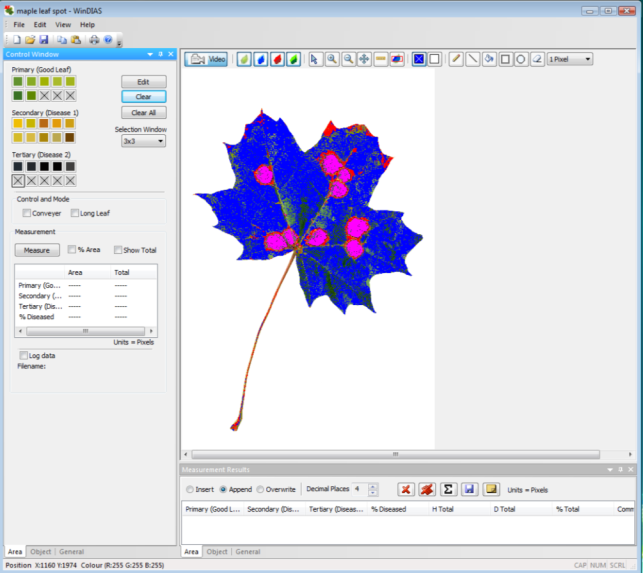 maple leaf spot - WinDIAS
File Edit View Help
Control Window
Primary (Good Leaf)
Edit
Clear
Secondary (Disease 1)
Clear All
Selection Window
3x3
Tertiary (Disease 2)
Control and Mode
Conveyer Long Leaf
Measurement
Measure % Area Show Total
Area Total
Primary (Go... ----- -----
Secondary (... ----- -----
Tertiary (Dis... ----- -----
% Diseased ----- -----
Units = Pixels
Log data
Filename:
Area Object General
Video 1 Pixel
Measurement Results
Insert Append Overwrite Decimal Places 4 Σ Units = Pixels
Primary (Good L... Secondary (Dis... Tertiary (Diseas... % Diseased H Total D Total % Total Comm
Area Object General
Position X:1160 Y:1974 Colour (R:255 G:255 B:255) CAP NUM SCRL